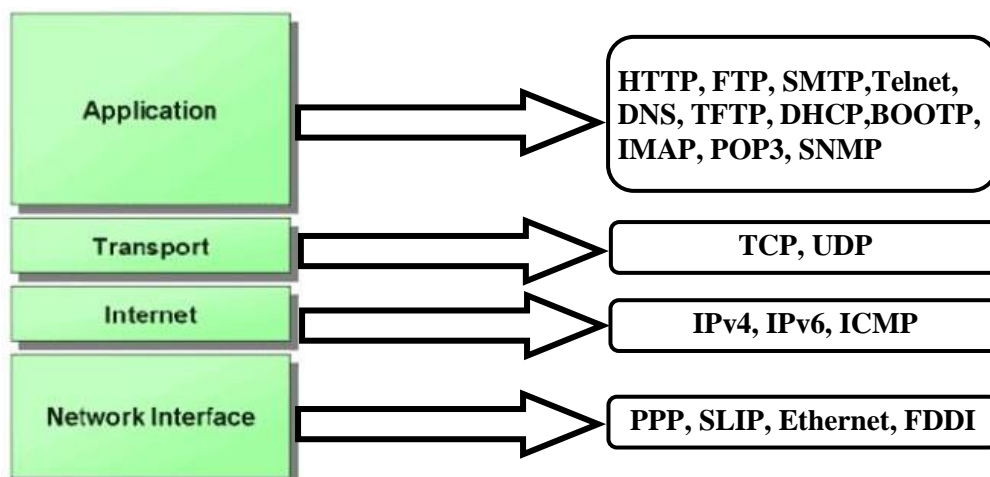 Application
HTTP, FTP, SMTP,Telnet,
DNS, TFTP, DHCP,BOOTP,
IMAP, POP3, SNMP
Transport
TCP, UDP
Internet
IPv4, IPv6, ICMP
Network Interface
PPP, SLIP, Ethernet, FDDI